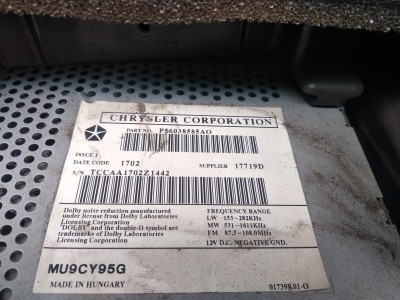 CHRYSLER CORPORATION
PART NO. P56038585AO
ISSUE 1
DATE CODE 1702 SUPPLIER 17719D
S/N TCCAA1702Z1442
Dolby noise reduction manufactured
under license from Dolby Laboratories
Licensing Corporation
"DOLBY" and the double-D symbol are
trademarks of Dolby Laboratories
Licensing Corporation
FREQUENCY RANGE
LW 153-282KHz
MW 531-1611KHz
FM 87.5-108.0MHz
12V D.C. NEGATIVE GND.
MU9CY95G
MADE IN HUNGARY
01739K01-O